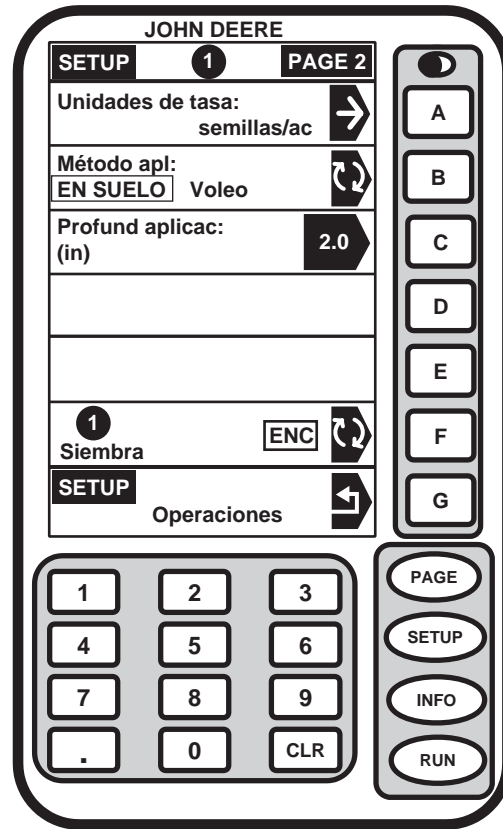 JOHN DEERE
SETUP 1 PAGE 2
Unidades de tasa:
semillas/ac
A
Método apl:
EN SUELO Voleo
B
Profund aplicac:
(in) 2.0
C
D
E
1
Siembra ENC
F
SETUP
Operaciones
G
1 2 3
4 5 6
7 8 9
. 0 CLR
PAGE
SETUP
INFO
RUN